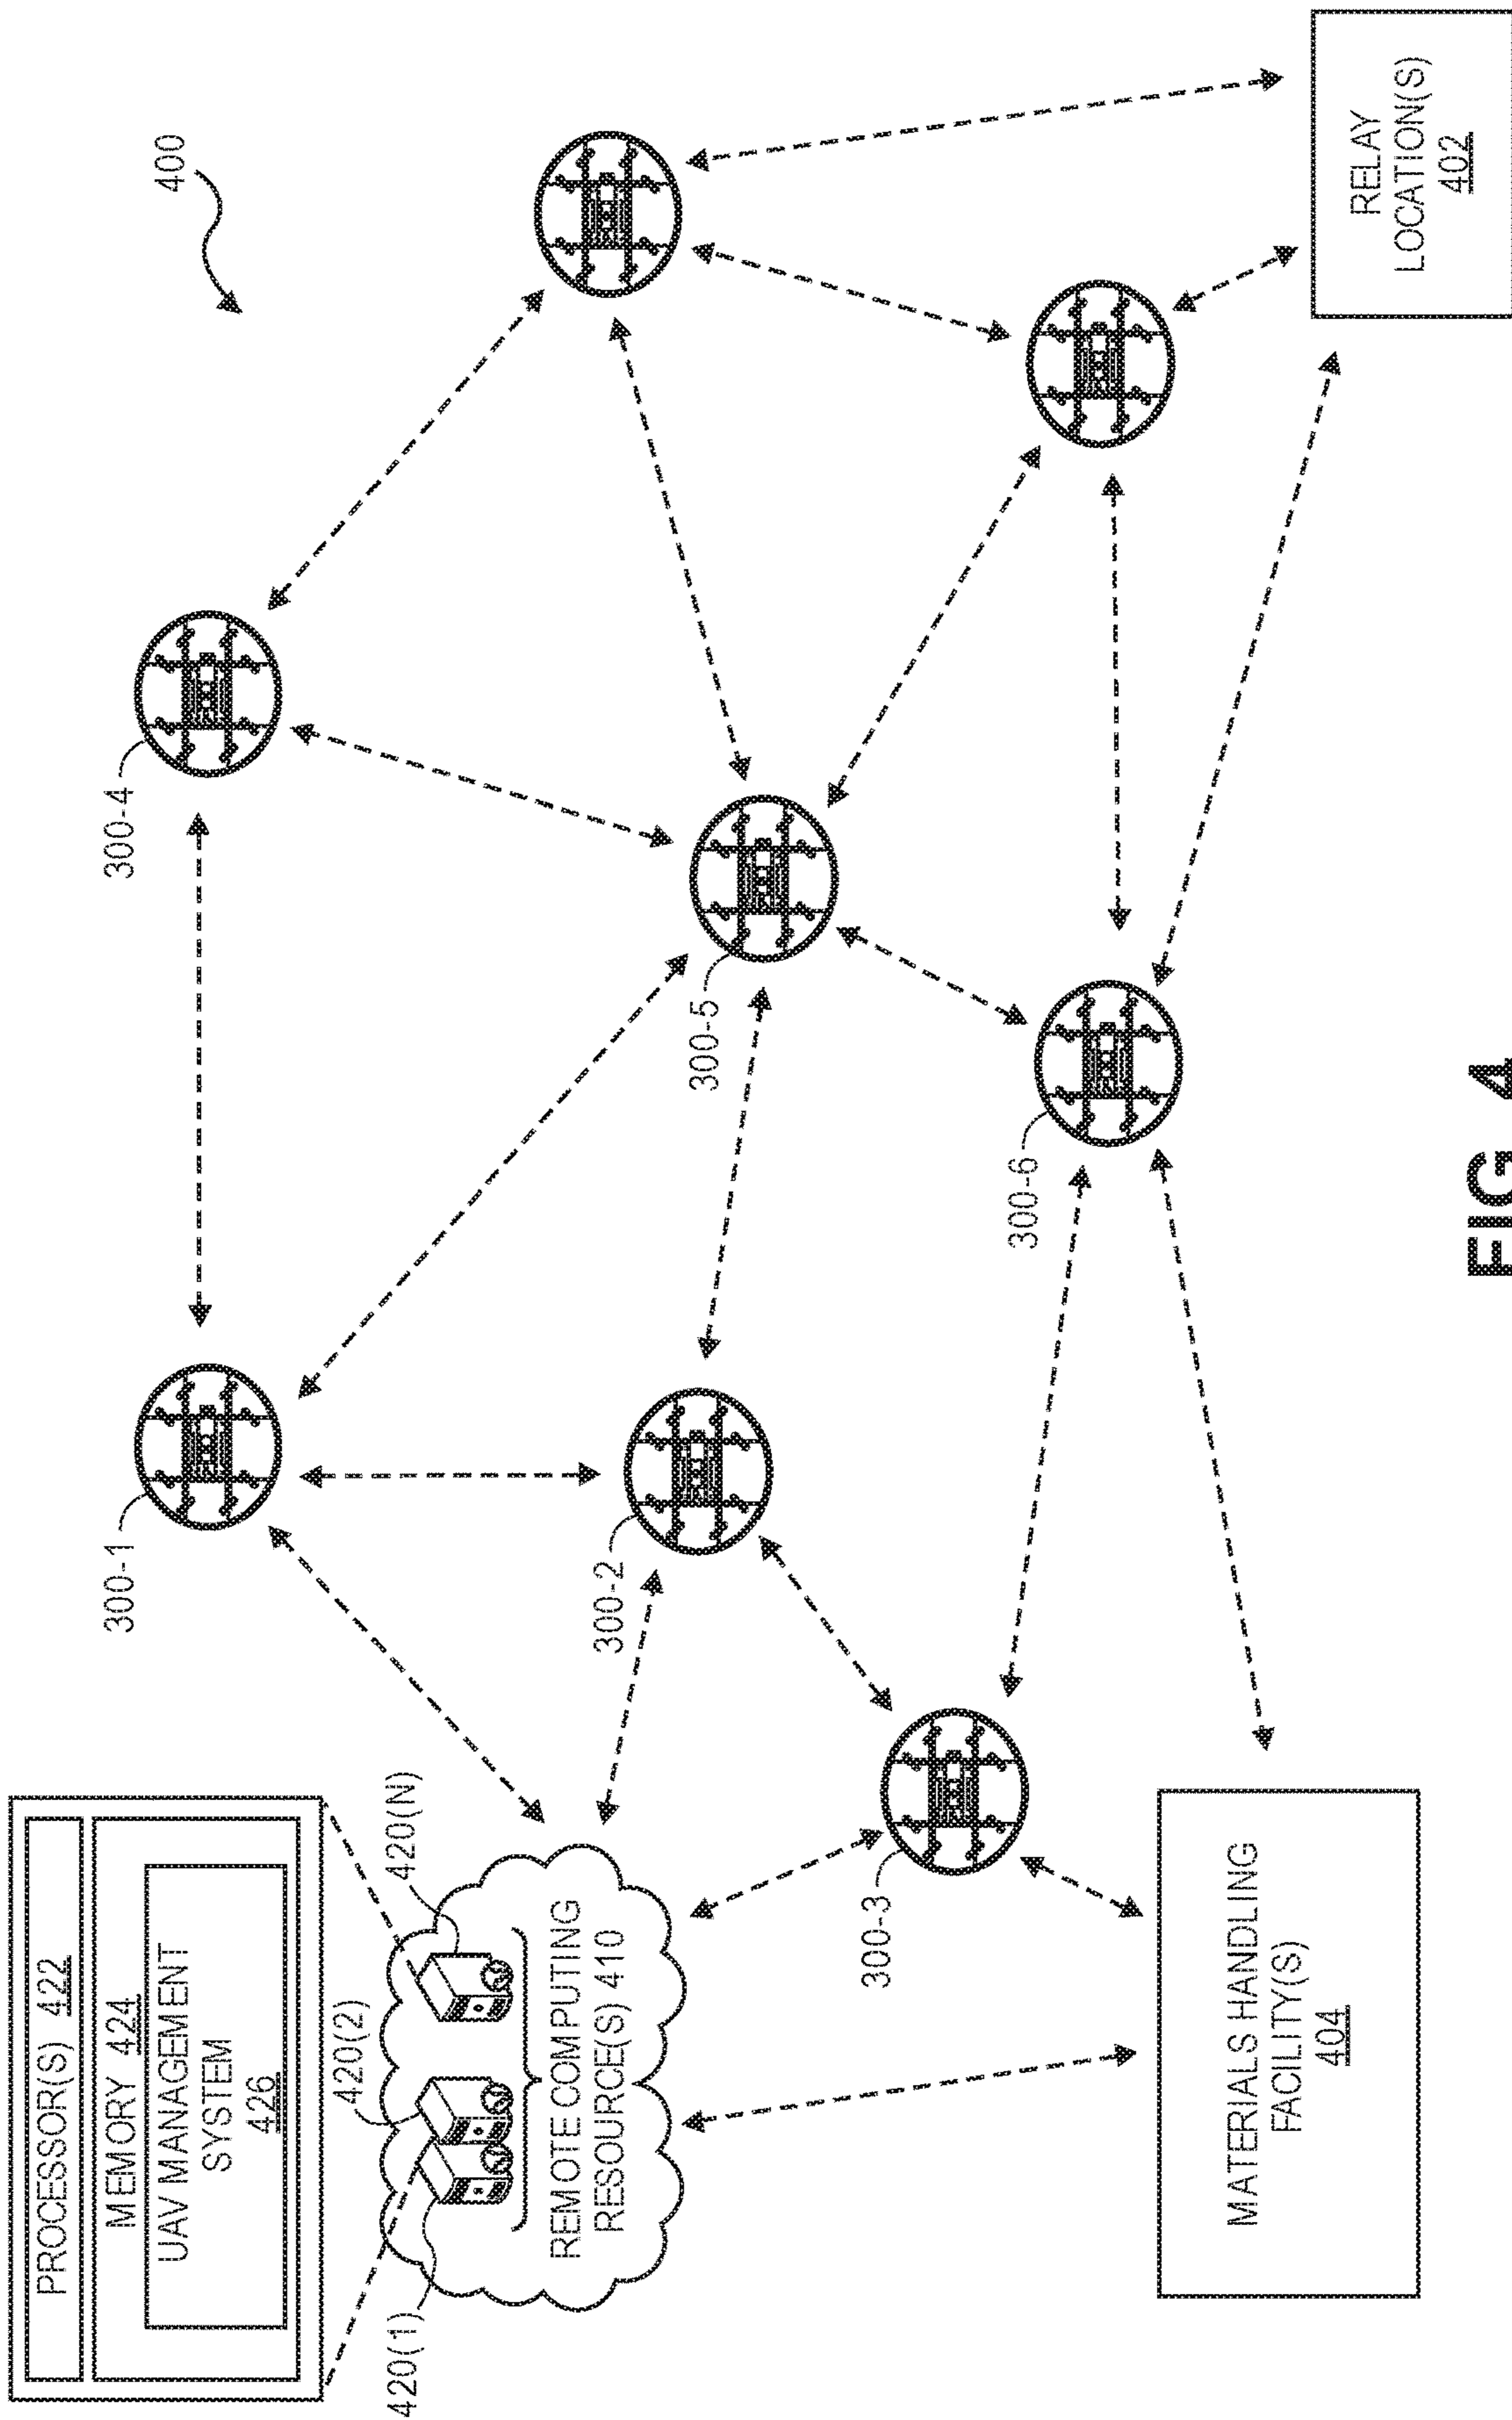 400
PROCESSOR(S) 422
MEMORY 424
UAV MANAGEMENT
SYSTEM
426
420(1)
420(2)
420(N)
REMOTE COMPUTING
RESOURCE(S) 410
300-1
300-4
300-2
300-5
300-3
300-6
MATERIALS HANDLING
FACILITY(S)
404
RELAY
LOCATION(S)
402
FIG. 4